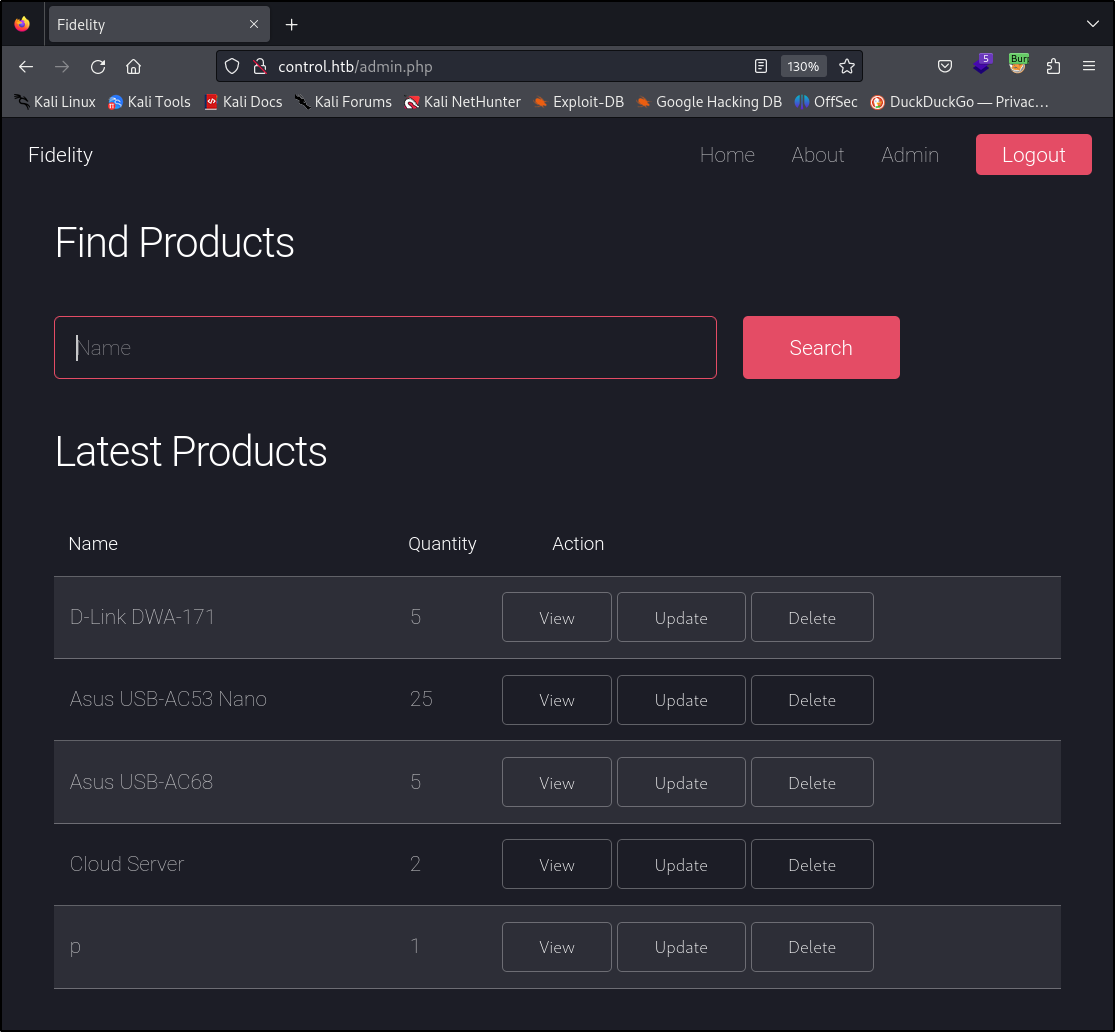 Fidelity
control.htb/admin.php 130% 5 Bur
Kali Linux Kali Tools Kali Docs Kali Forums Kali NetHunter Exploit-DB Google Hacking DB OffSec DuckDuckGo — Privac…
Fidelity Home About Admin Logout
Find Products
Name Search
Latest Products
Name Quantity Action
D-Link DWA-171 5 View Update Delete
Asus USB-AC53 Nano 25 View Update Delete
Asus USB-AC68 5 View Update Delete
Cloud Server 2 View Update Delete
p 1 View Update Delete